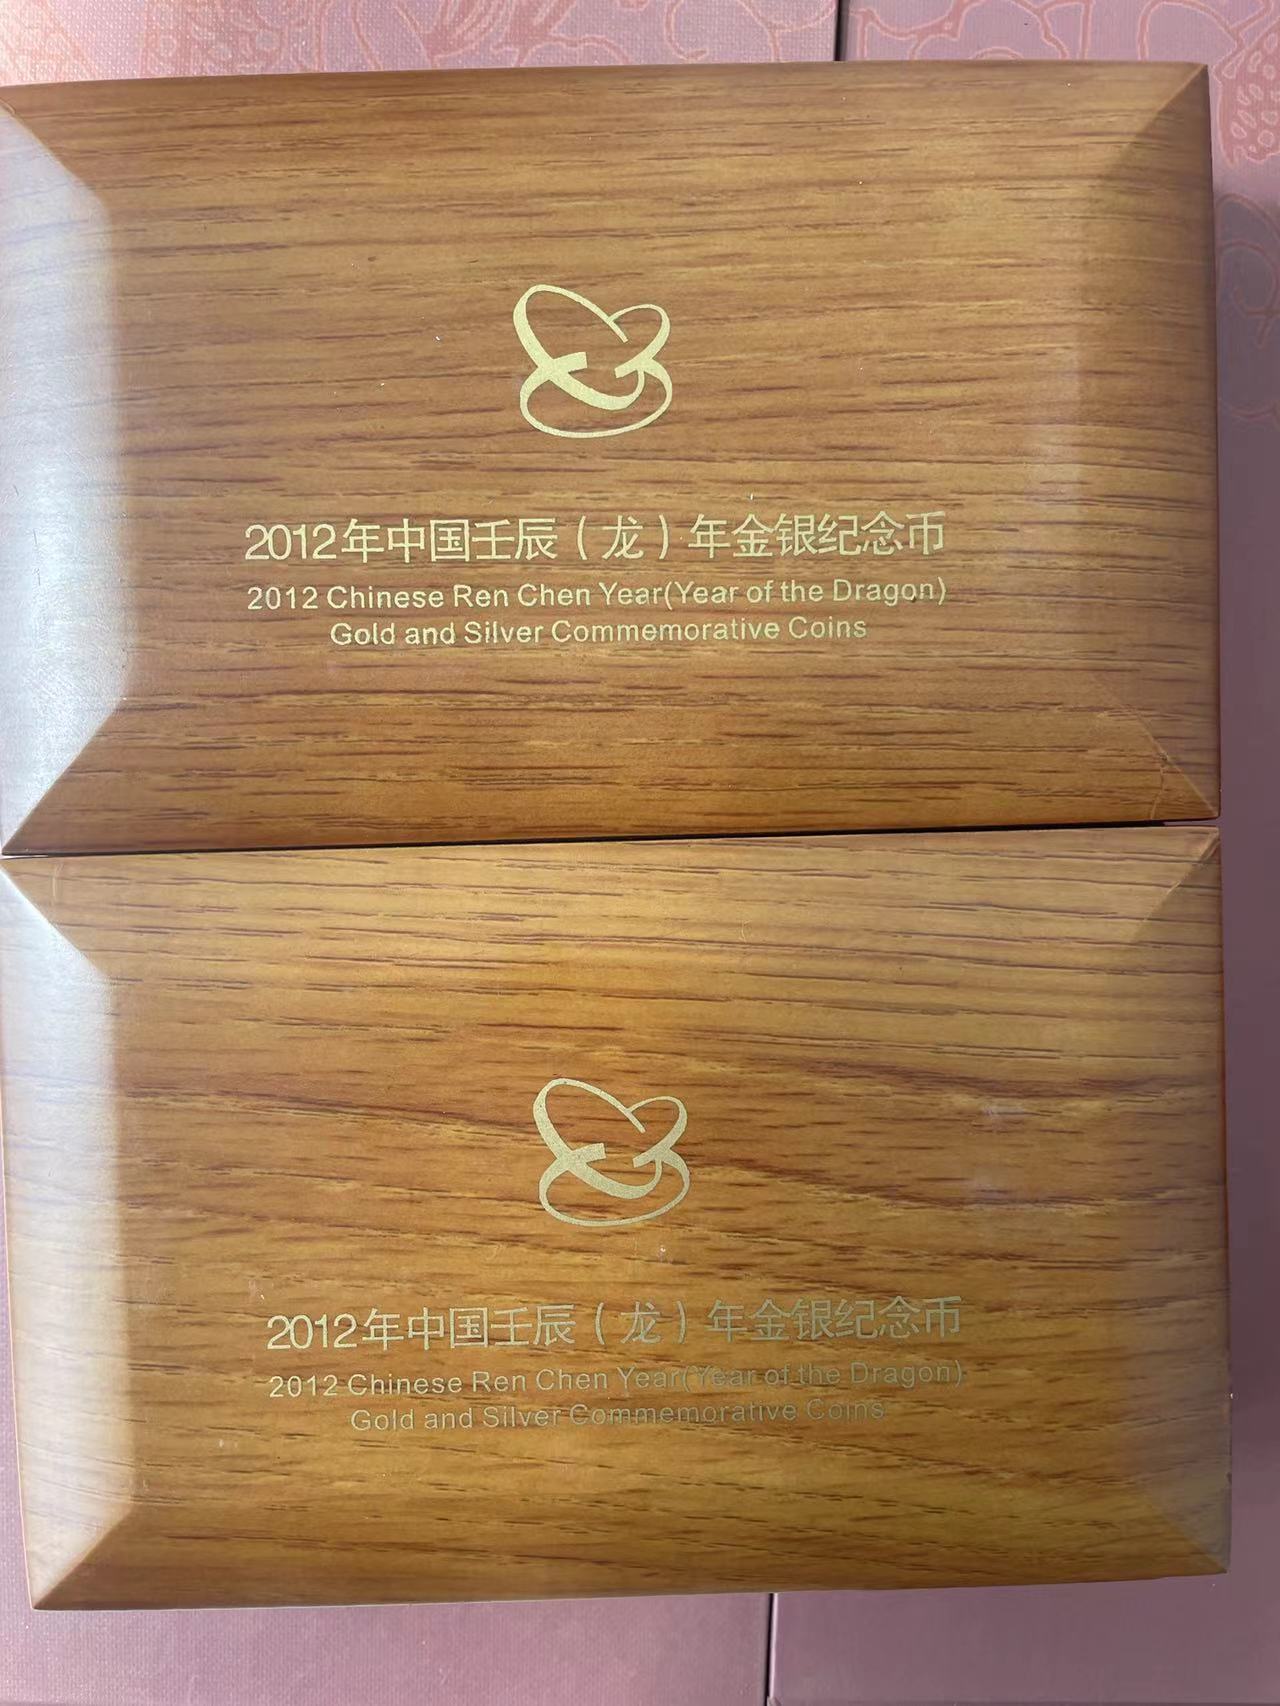 2012年中国壬辰（龙）年金银纪念币
2012 Chinese Ren Chen Year(Year of the Dragon)
Gold and Silver Commemorative Coins
2012年中国壬辰（龙）年金银纪念币
2012 Chinese Ren Chen Year(Year of the Dragon)
Gold and Silver Commemorative Coins